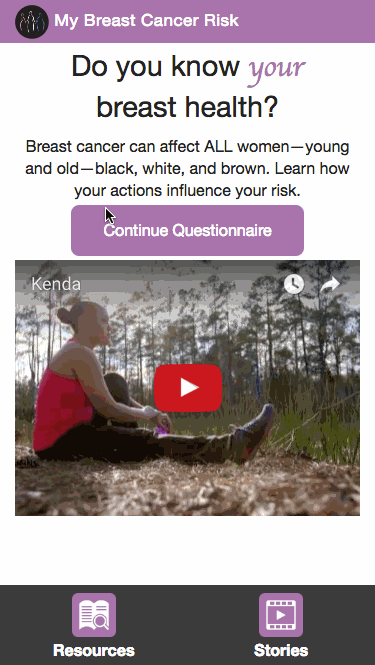 My Breast Cancer Risk
Do you know your
breast health?
Breast cancer can affect ALL women—young
and old—black, white, and brown. Learn how
your actions influence your risk.
Continue Questionnaire
Kenda
Resources
Stories